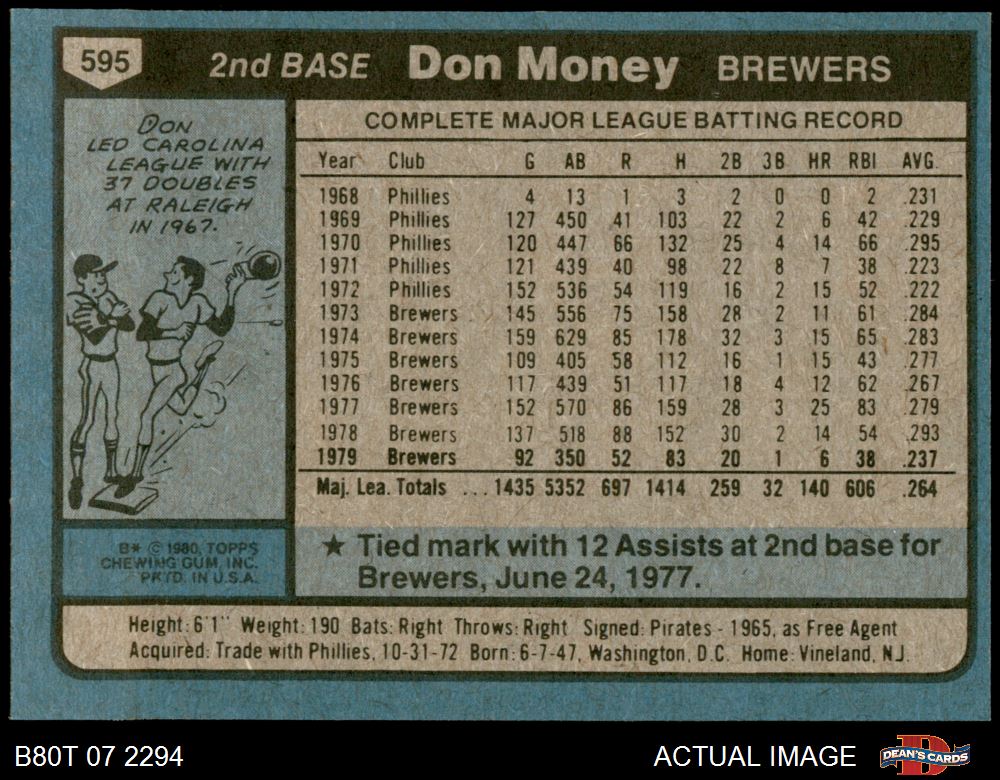 595 2nd BASE Don Money BREWERS
DON
LED CAROLINA
LEAGUE WITH
37 DOUBLES
AT RALEIGH
IN 1967.
COMPLETE MAJOR LEAGUE BATTING RECORD
Year Club G AB R H 2B 3B HR RBI AVG.
1968 Phillies 4 13 1 3 2 0 0 2 .231
1969 Phillies 127 450 41 103 22 2 6 42 .229
1970 Phillies 120 447 66 132 25 4 14 66 .295
1971 Phillies 121 439 40 98 22 8 7 38 .223
1972 Phillies 152 536 54 119 16 2 15 52 .222
1973 Brewers 145 556 75 158 28 2 11 61 .284
1974 Brewers 159 629 85 178 32 3 15 65 .283
1975 Brewers 109 405 58 112 16 1 15 43 .277
1976 Brewers 117 439 51 117 18 4 12 62 .267
1977 Brewers 152 570 86 159 28 3 25 83 .279
1978 Brewers 137 518 88 152 30 2 14 54 .293
1979 Brewers 92 350 52 83 20 1 6 38 .237
Maj. Lea. Totals ... 1435 5352 697 1414 259 32 140 606 .264
B* © 1980, TOPPS
CHEWING GUM, INC.
PRTD. IN U.S.A.
★ Tied mark with 12 Assists at 2nd base for
Brewers, June 24, 1977.
Height: 6'1" Weight: 190 Bats: Right Throws: Right Signed: Pirates - 1965, as Free Agent
Acquired: Trade with Phillies, 10-31-72 Born: 6-7-47, Washington, D.C. Home: Vineland, N.J.
B80T 07 2294
ACTUAL IMAGE
DEAN'S CARDS